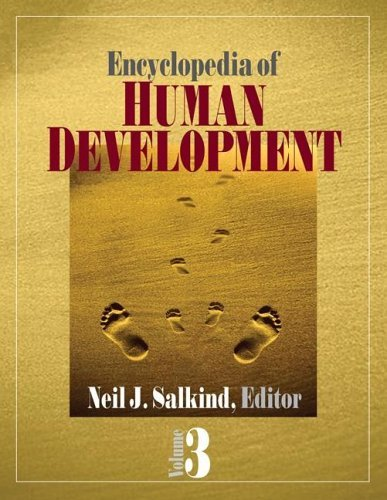 Encyclopedia of
HUMAN
DEVELOPMENT
Neil J. Salkind, Editor
Volume
3